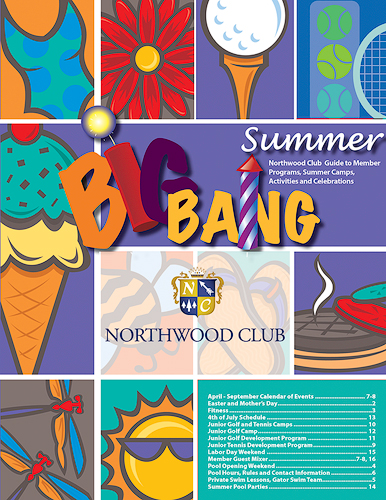 Summer
Northwood Club Guide to Member
Programs, Summer Camps,
Activities and Celebrations
BIG
BANG
N
C
NORTHWOOD CLUB
April - September Calendar of Events ........ 7-8
Easter and Mother's Day ........ 2
Fitness ........ 3
4th of July Schedule ........ 13
Junior Golf and Tennis Camps ........ 10
Junior Golf Camp ........ 12
Junior Golf Development Program ........ 11
Junior Tennis Development Program ........ 9
Labor Day Weekend ........ 15
Member Guest Mixer ........ 7-8, 16
Pool Opening Weekend ........ 4
Pool Hours, Rules and Contact Information ........ 6
Private Swim Lessons, Gator Swim Team ........ 5
Summer Pool Parties ........ 14